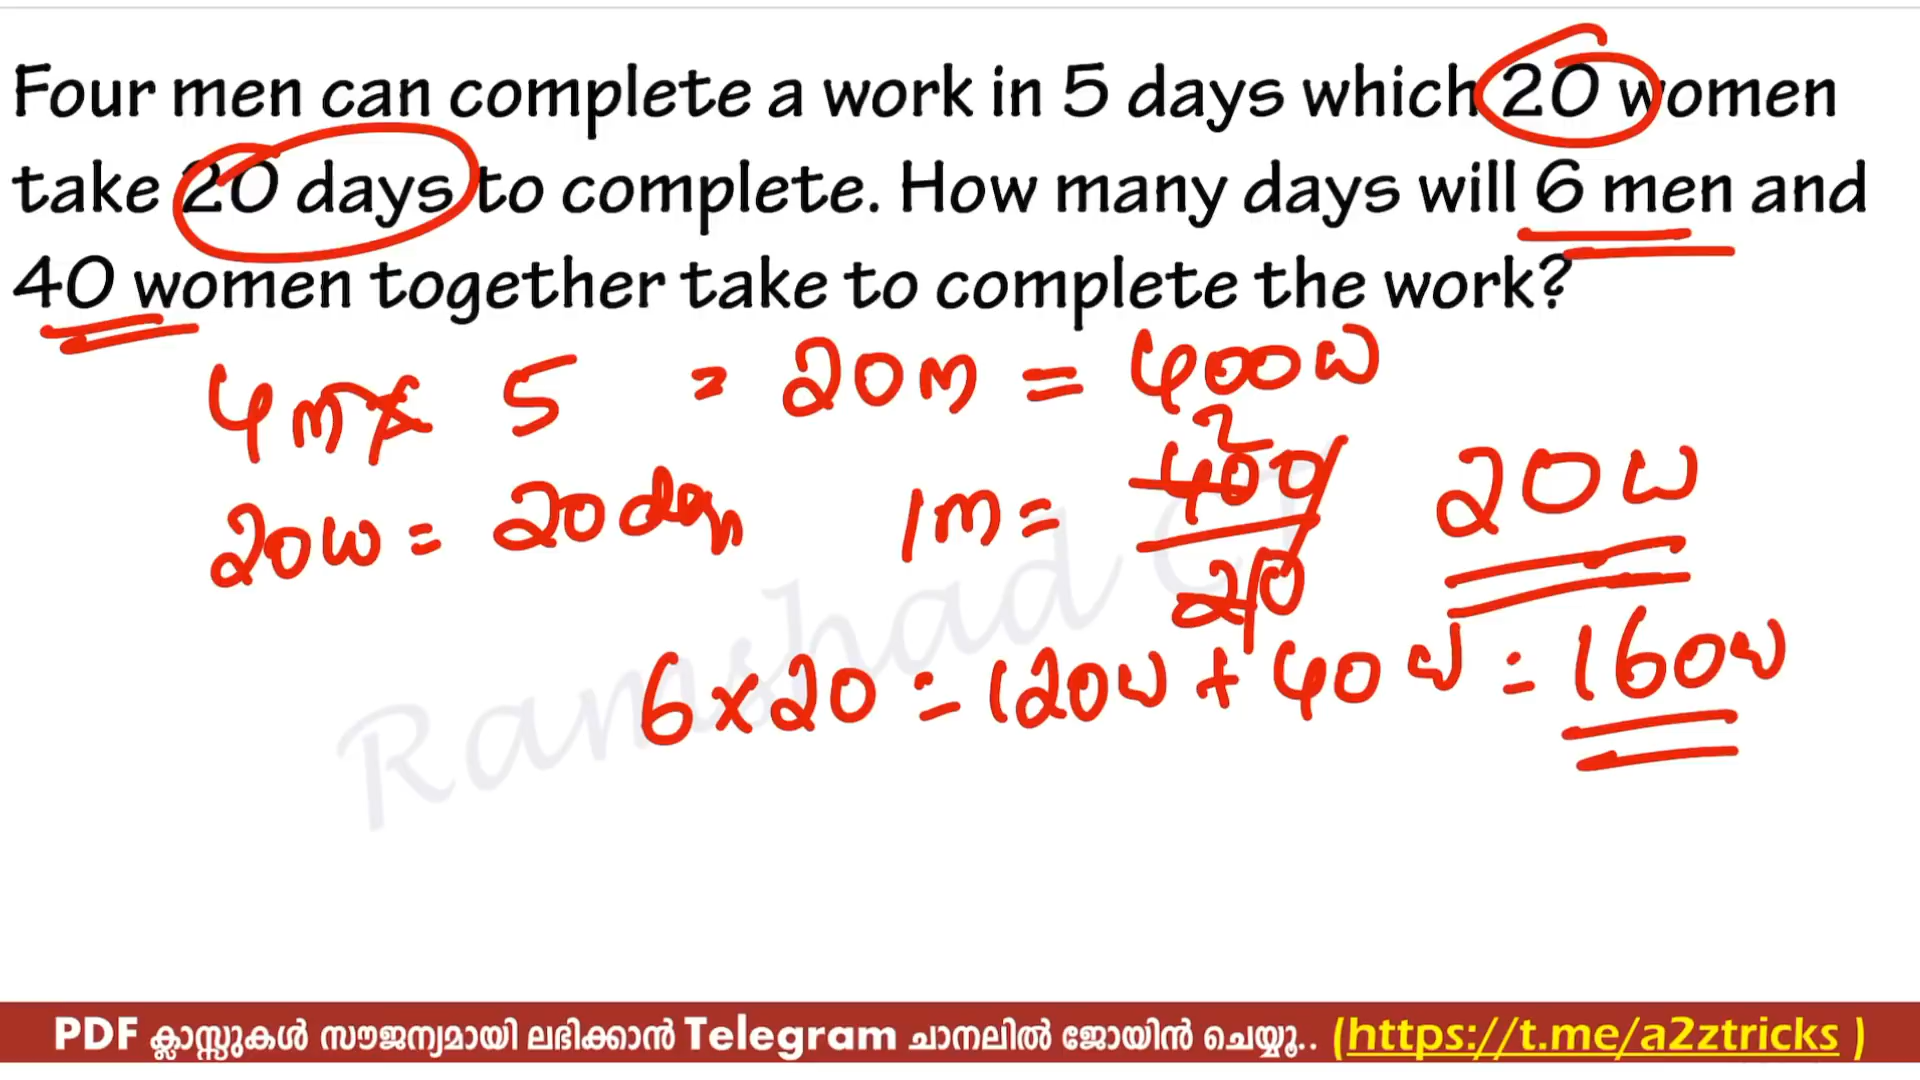 Four men can complete a work in 5 days which 20 women
take 20 days to complete. How many days will 6 men and
40 women together take to complete the work?
4m x 5 = 20m = 400w
20w = 20 days 1m = 400/20 20w
2
6 x 20 = 120w + 40w = 160w
Ramshad
PDF ക്ലാസ്സുകൾ സൗജന്യമായി ലഭിക്കാൻ Telegram ചാനലിൽ ജോയിൻ ചെയ്യൂ.. (https://t.me/a2ztricks )